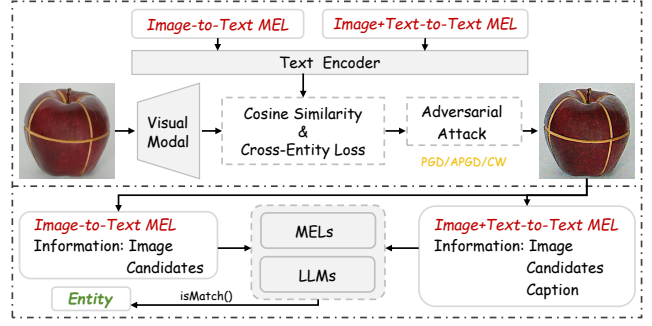 Image-to-Text MEL
Image+Text-to-Text MEL
Text Encoder
Visual
Modal
Cosine Similarity
&
Cross-Entity Loss
Adversarial
Attack
PGD/APGD/CW
Image-to-Text MEL
Information: Image
Candidates
MELs
LLMs
Image+Text-to-Text MEL
Information: Image
Candidates
Caption
Entity
isMatch()